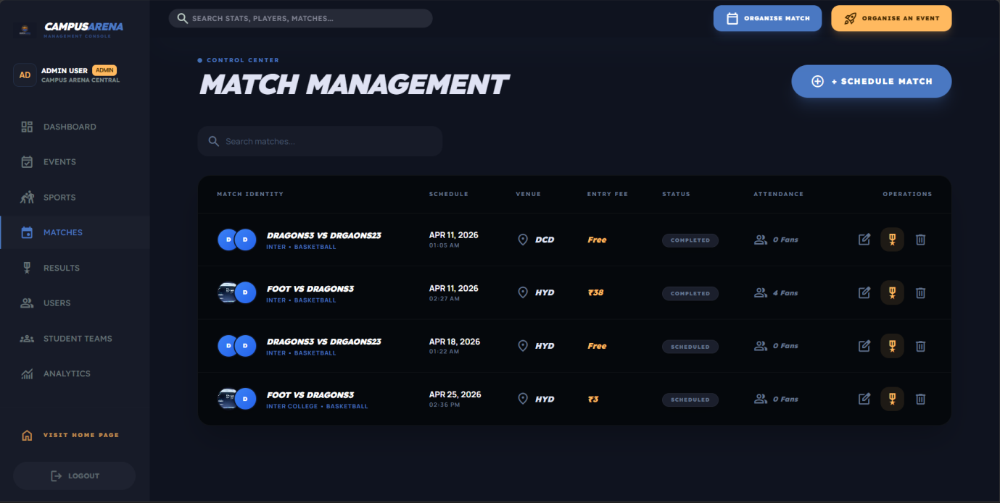 CAMPUSARENA
MANAGEMENT CONSOLE
SEARCH STATS, PLAYERS, MATCHES...
ORGANISE MATCH
ORGANISE AN EVENT
AD
ADMIN USER ADMIN
CAMPUS ARENA CENTRAL
DASHBOARD
EVENTS
SPORTS
MATCHES
RESULTS
USERS
STUDENT TEAMS
ANALYTICS
VISIT HOME PAGE
LOGOUT
CONTROL CENTER
MATCH MANAGEMENT
+ SCHEDULE MATCH
Search matches...
MATCH IDENTITY SCHEDULE VENUE ENTRY FEE STATUS ATTENDANCE OPERATIONS
D D DRAGONS3 VS DRGAONS23 APR 11, 2026 DCD Free COMPLETED 0 Fans
INTER • BASKETBALL 01:05 AM
D FOOT VS DRAGONS3 APR 11, 2026 HYD ₹38 COMPLETED 4 Fans
INTER • BASKETBALL 02:27 AM
D D DRAGONS3 VS DRGAONS23 APR 18, 2026 HYD Free SCHEDULED 0 Fans
INTER • BASKETBALL 01:22 AM
D FOOT VS DRAGONS3 APR 25, 2026 HYD ₹3 SCHEDULED 0 Fans
INTER COLLEGE • BASKETBALL 02:36 PM